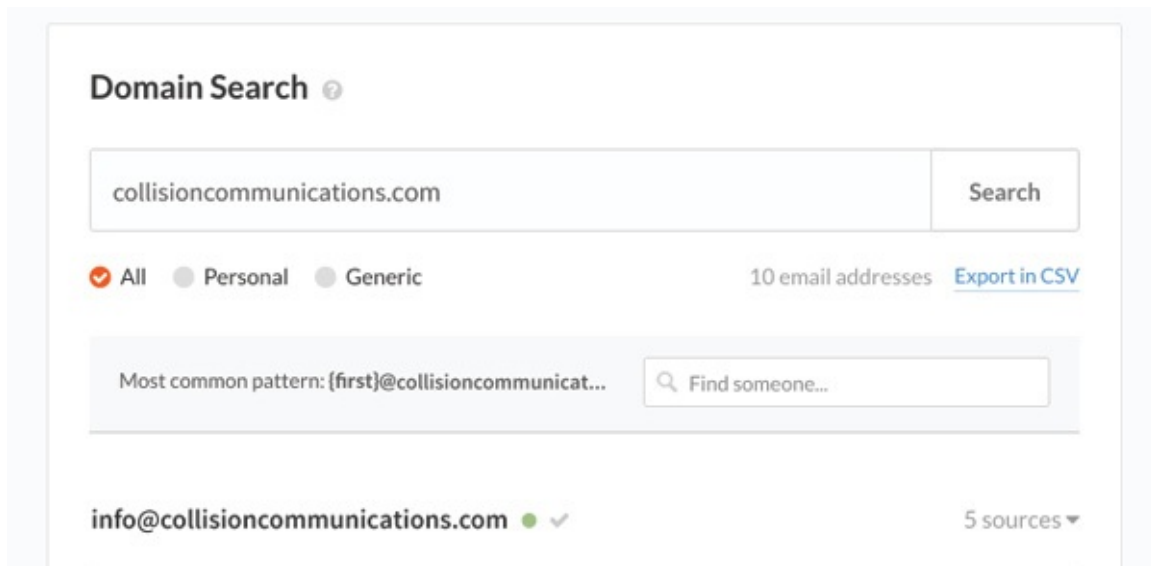 Domain Search ?
collisioncommunications.com Search
All Personal Generic 10 email addresses Export in CSV
Most common pattern: {first}@collisioncommunicat... Find someone...
info@collisioncommunications.com 5 sources